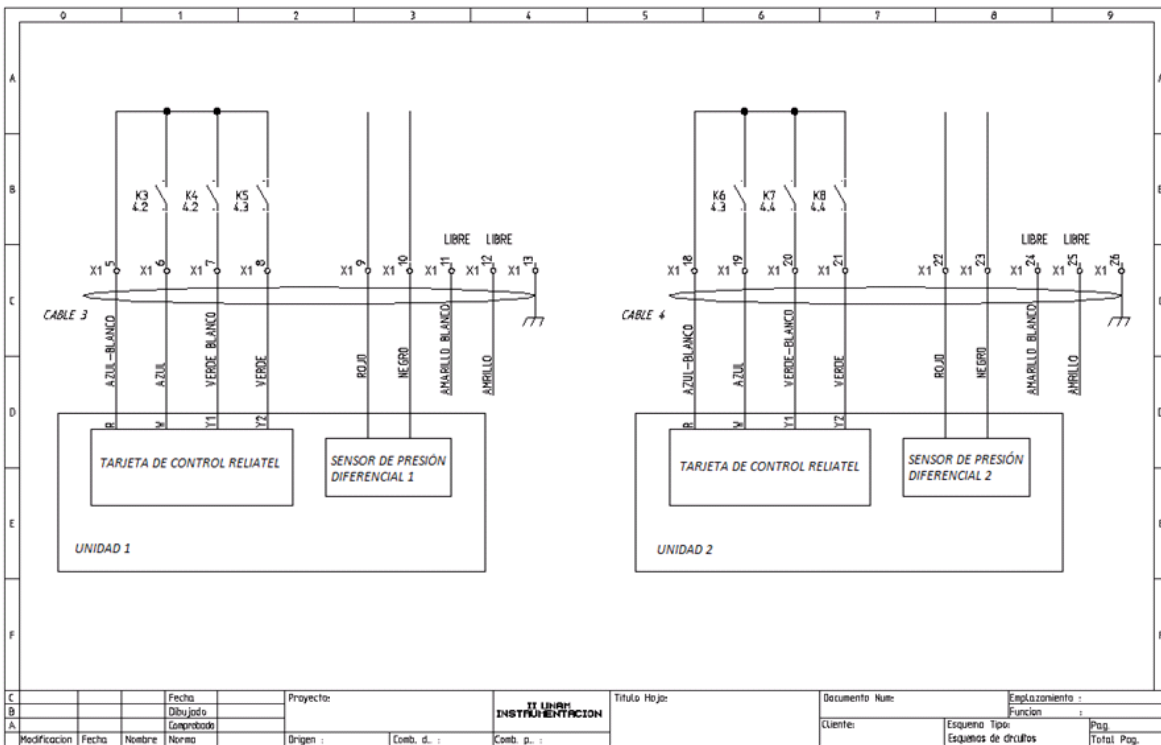 0 1 2 3 4 5 6 7 8 9
A
A
B
B
C
C
D
D
E
E
F
F
K3
4.2
K4
4.2
K5
4.3
K6
4.3
K7
4.4
K8
4.4
LIBRE LIBRE
LIBRE LIBRE
X1 5
X1 6
X1 7
X1 8
X1 9
X1 10
X1 11
X1 12
13
X1 18
X1 19
X1 20
X1 21
X1 22
X1 23
X1 24
X1 25
X1 26
CABLE 3
CABLE 4
AZUL-BLANCO
AZUL
VERDE BLANCO
VERDE
ROJO
NEGRO
AMARILLO BLANCO
AMRILLO
AZUL-BLANCO
AZUL
VERDE-BLANCO
VERDE
ROJO
NEGRO
AMARILLO BLANCO
AMRILLO
R W Y1 Y2
R W Y1 Y2
TARJETA DE CONTROL RELIATEL
SENSOR DE PRESIÓN
DIFERENCIAL 1
TARJETA DE CONTROL RELIATEL
SENSOR DE PRESIÓN
DIFERENCIAL 2
UNIDAD 1
UNIDAD 2
C
B
A
Modificacion
Fecha
Nombre
Fecha
Dibujado
Comprobado
Norma
Proyecto:
Origen :
Comb. d.. :
II UNAM
INSTRUMENTACION
Comb. p.. :
Titulo Hoja:
Documento Num:
Cliente:
Emplazamiento :
Funcion :
Esquema Tipo:
Esquemas de circuitos
Pag.
Total Pag.